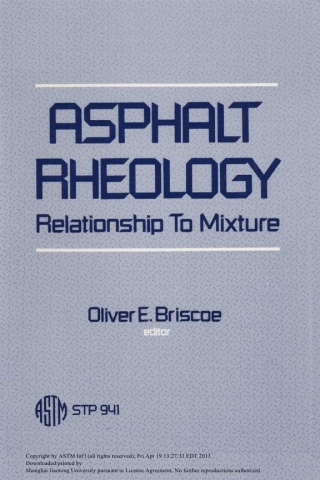 ASPHALT
RHEOLOGY
Relationship To Mixture
Oliver E. Briscoe
editor
ASTM STP 941
Copyright by ASTM Int'l (all rights reserved); Fri Apr 19 13:27:33 EDT 2013
Downloaded/printed by
Shanghai Jiaotong University pursuant to License Agreement. No further reproductions authorized.